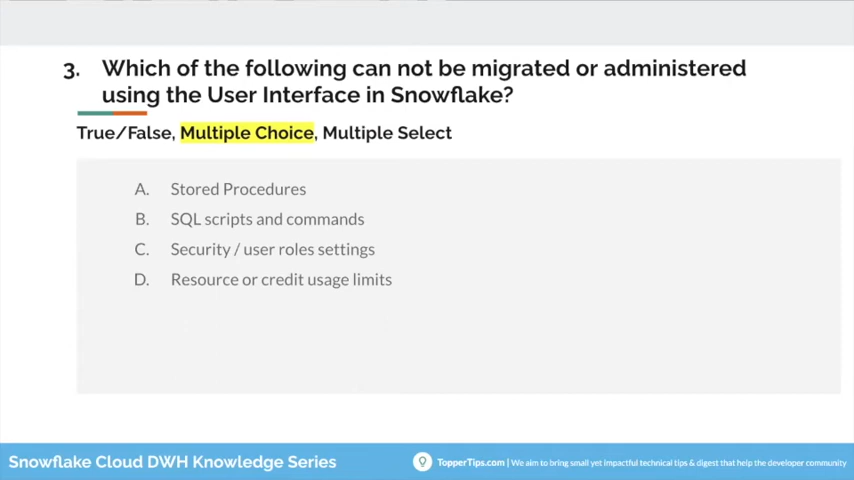 3. Which of the following can not be migrated or administered
using the User Interface in Snowflake?
True/False, Multiple Choice, Multiple Select
A. Stored Procedures
B. SQL scripts and commands
C. Security / user roles settings
D. Resource or credit usage limits
Snowflake Cloud DWH Knowledge Series
TopperTips.com | We aim to bring small yet impactful technical tips & digest that help the developer community